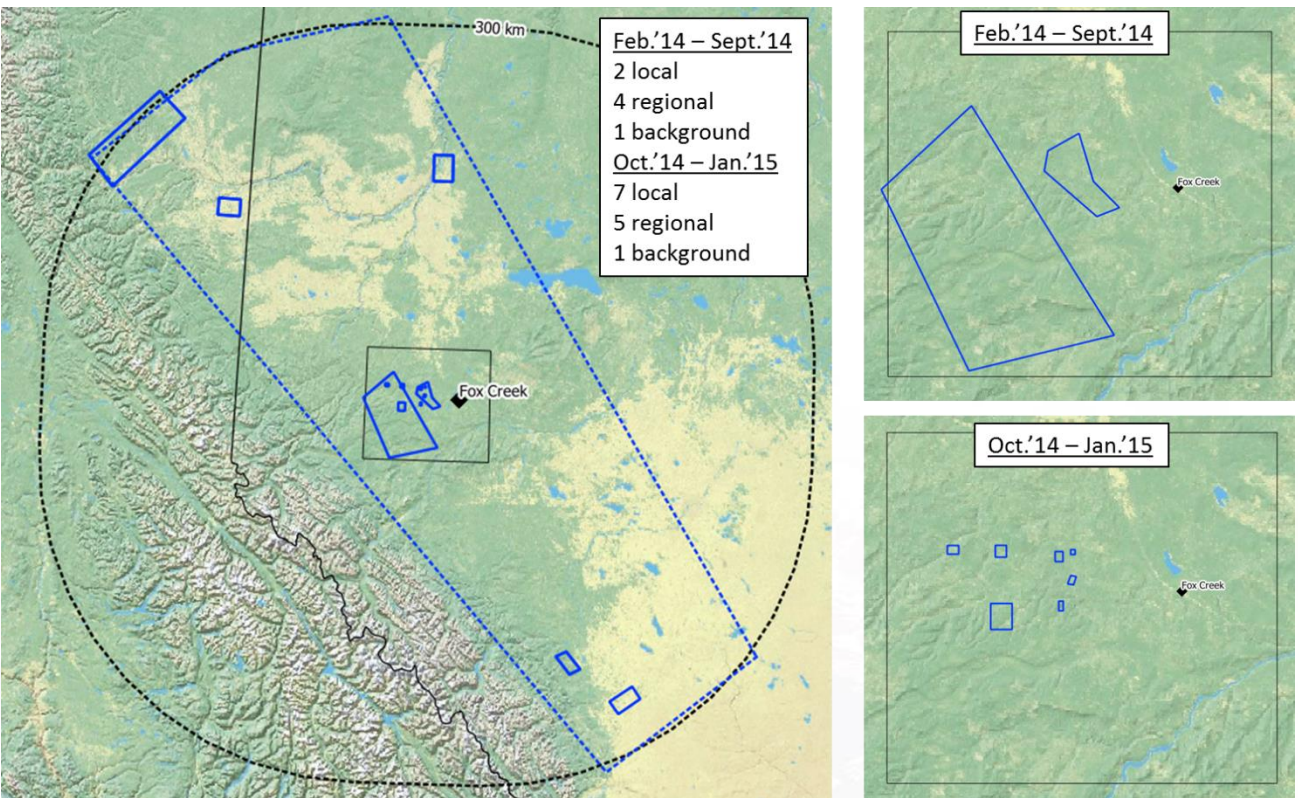 300 km
Feb.’14 – Sept.’14
2 local
4 regional
1 background
Oct.’14 – Jan.’15
7 local
5 regional
1 background
Fox Creek
Feb.’14 – Sept.’14
Fox Creek
Oct.’14 – Jan.’15
Fox Creek